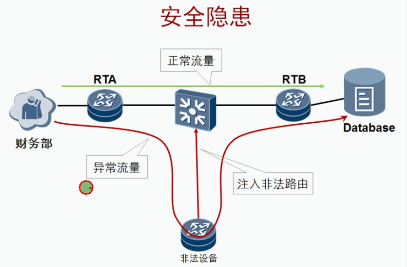 安全隐患
正常流量
RTA
RTB
财务部
Database
异常流量
注入非法路由
非法设备